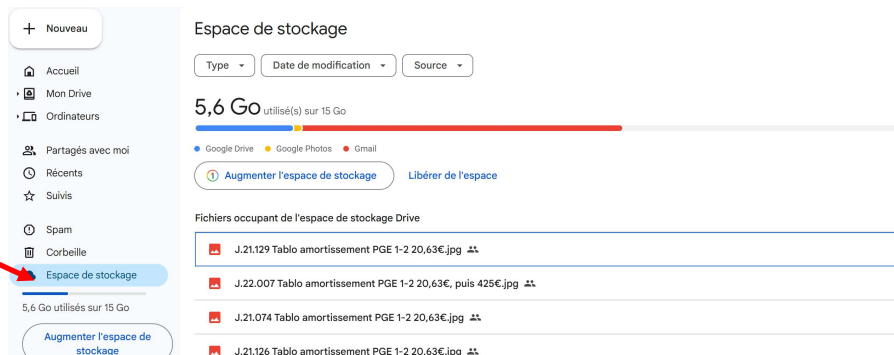 Nouveau
Accueil
Mon Drive
Ordinateurs
Partagés avec moi
Récents
Suivis
Spam
Corbeille
Espace de stockage
5,6 Go utilisés sur 15 Go
Augmenter l'espace de
stockage
Espace de stockage
Type
Date de modification
Source
5,6 Go utilisé(s) sur 15 Go
Google Drive
Google Photos
Gmail
1 Augmenter l'espace de stockage
Libérer de l'espace
Fichiers occupant de l'espace de stockage Drive
J.21.129 Tablo amortissement PGE 1-2 20,63€.jpg
J.22.007 Tablo amortissement PGE 1-2 20,63€, puis 425€.jpg
J.21.074 Tablo amortissement PGE 1-2 20,63€.jpg
J.21.126 Tablo amortissement PGE 1-2 20,63€.jpg